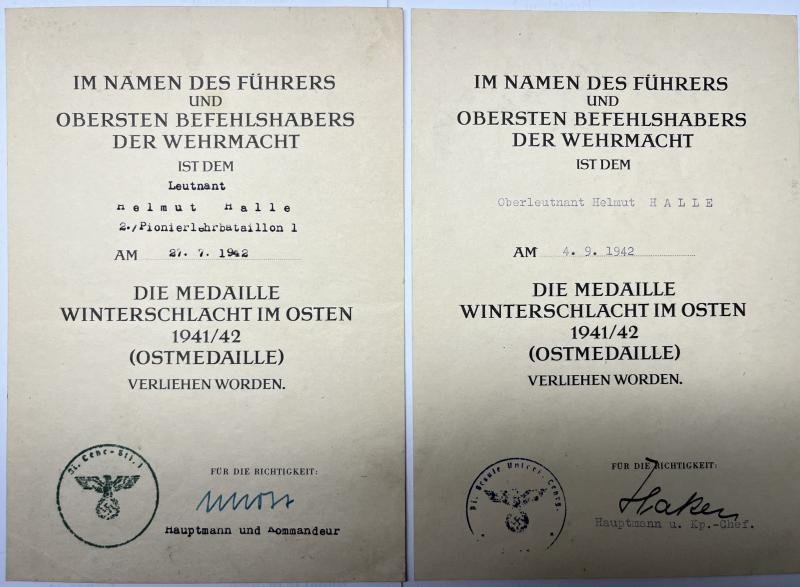 IM NAMEN DES FÜHRERS
UND
OBERSTEN BEFEHLSHABERS
DER WEHRMACHT
IST DEM
Leutnant
Helmut Halle
2./Pionierlehrbataillon 1
AM 27. 7. 1942
DIE MEDAILLE
WINTERSCHLACHT IM OSTEN
1941/42
(OSTMEDAILLE)
VERLIEHEN WORDEN.
FÜR DIE RICHTIGKEIT:
Hauptmann und Kommandeur
IM NAMEN DES FÜHRERS
UND
OBERSTEN BEFEHLSHABERS
DER WEHRMACHT
IST DEM
Oberleutnant Helmut HALLE
AM 4. 9. 1942
DIE MEDAILLE
WINTERSCHLACHT IM OSTEN
1941/42
(OSTMEDAILLE)
VERLIEHEN WORDEN.
FÜR DIE RICHTIGKEIT:
Haken
Hauptmann u. Kp.-Chef.